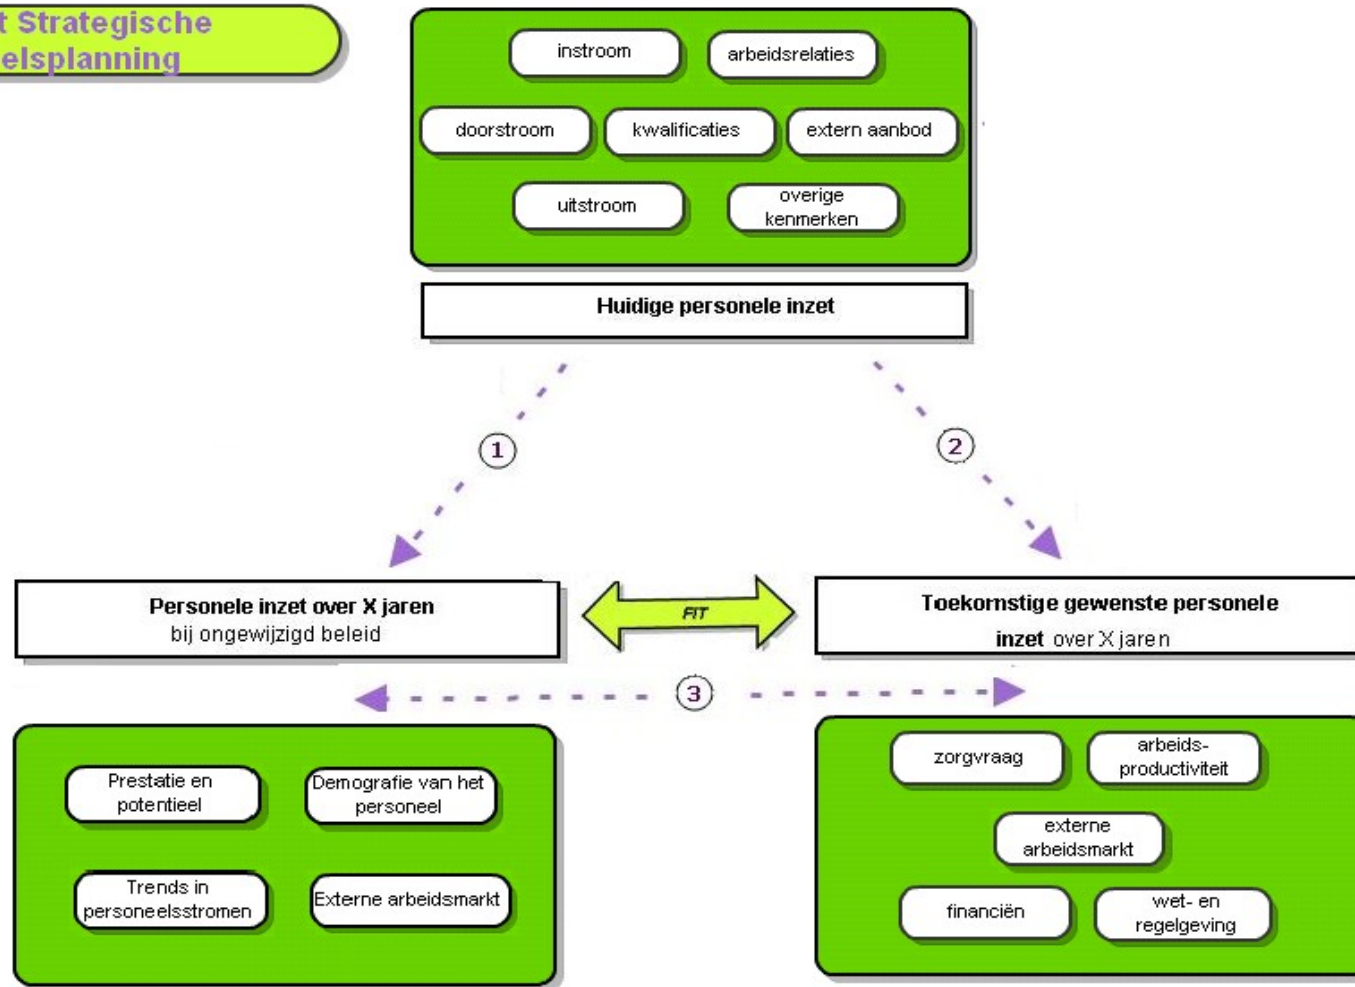 t Strategische
elsplanning
instroom
arbeidsrelaties
doorstroom
kwalificaties
extern aanbod
uitstroom
overige
kenmerken
Huidige personele inzet
1
2
Personele inzet over X jaren
bij ongewijzigd beleid
FIT
Toekomstige gewenste personele
inzet over X jaren
3
Prestatie en
potentieel
Demografie van het
personeel
Trends in
personeelsstromen
Externe arbeidsmarkt
zorgvraag
arbeids-
productiviteit
externe
arbeidsmarkt
financiën
wet- en
regelgeving